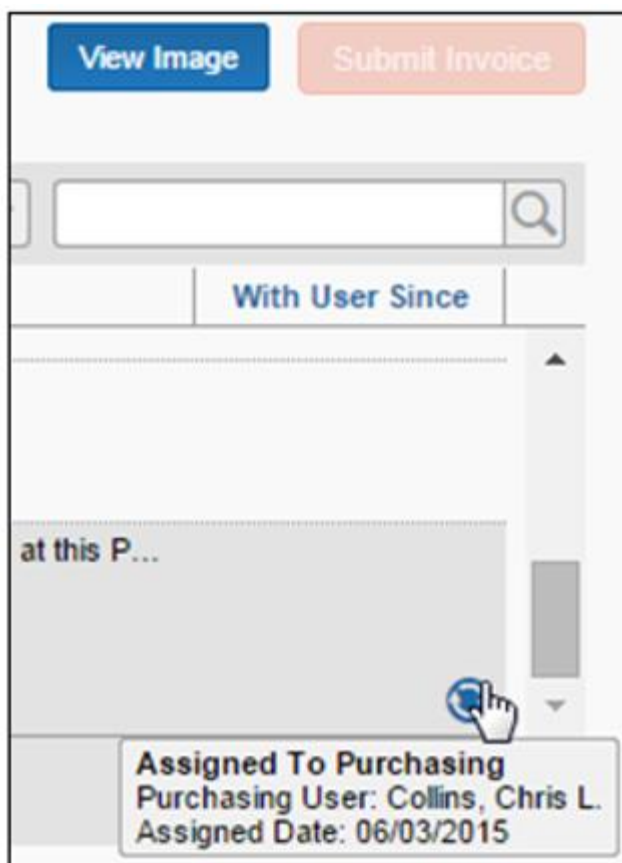 View Image
Submit Invoice
With User Since
at this P...
Assigned To Purchasing
Purchasing User: Collins, Chris L.
Assigned Date: 06/03/2015